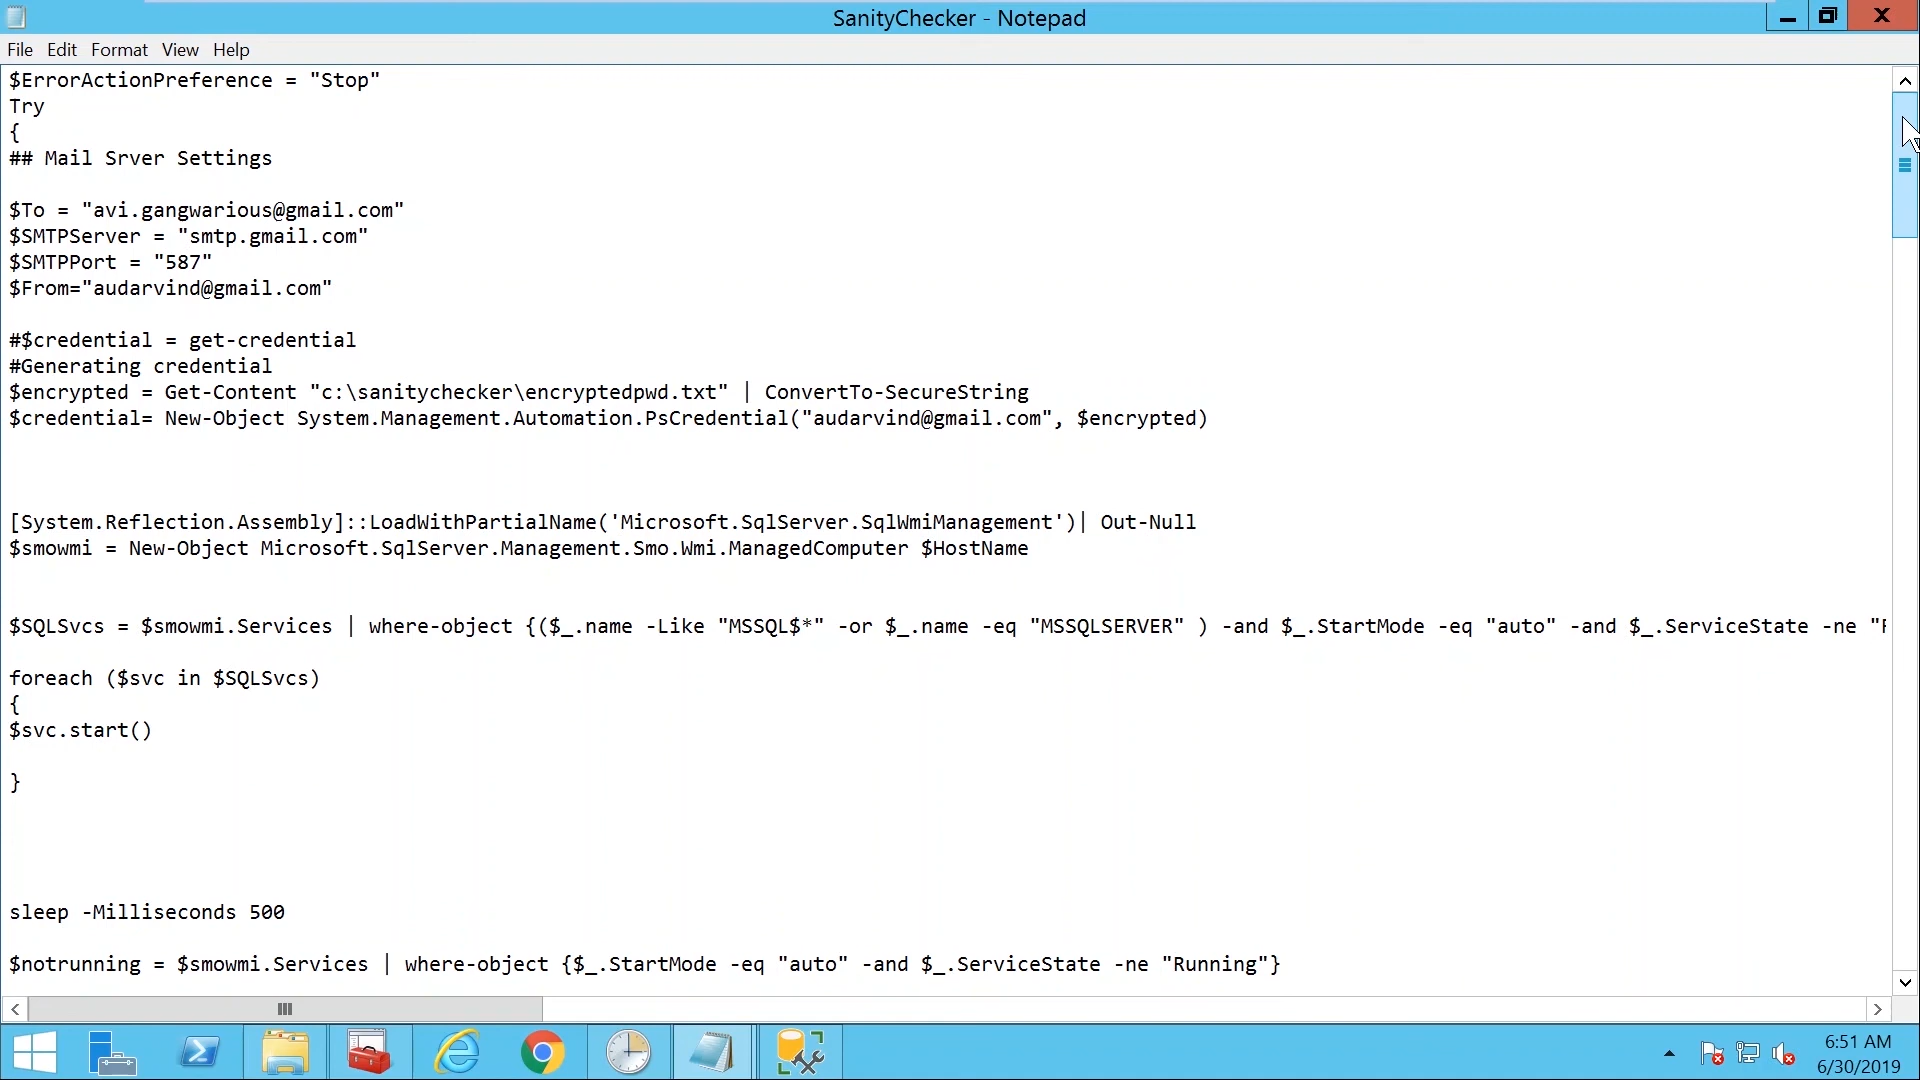 SanityChecker - Notepad
File Edit Format View Help
$ErrorActionPreference = "Stop"
Try
{
## Mail Srver Settings
$To = "avi.gangwarious@gmail.com"
$SMTPServer = "smtp.gmail.com"
$SMTPPort = "587"
$From="audarvind@gmail.com"
#$credential = get-credential
#Generating credential
$encrypted = Get-Content "c:\sanitychecker\encryptedpwd.txt" | ConvertTo-SecureString
$credential= New-Object System.Management.Automation.PsCredential("audarvind@gmail.com", $encrypted)
[System.Reflection.Assembly]::LoadWithPartialName('Microsoft.SqlServer.SqlWmiManagement')| Out-Null
$smowmi = New-Object Microsoft.SqlServer.Management.Smo.Wmi.ManagedComputer $HostName
$SQLSvcs = $smowmi.Services | where-object {($_.name -Like "MSSQL$*" -or $_.name -eq "MSSQLSERVER" ) -and $_.StartMode -eq "auto" -and $_.ServiceState -ne
foreach ($svc in $SQLSvcs)
{
$svc.start()
}
sleep -Milliseconds 500
$notrunning = $smowmi.Services | where-object {$_.StartMode -eq "auto" -and $_.ServiceState -ne "Running"}
6:51 AM
6/30/2019